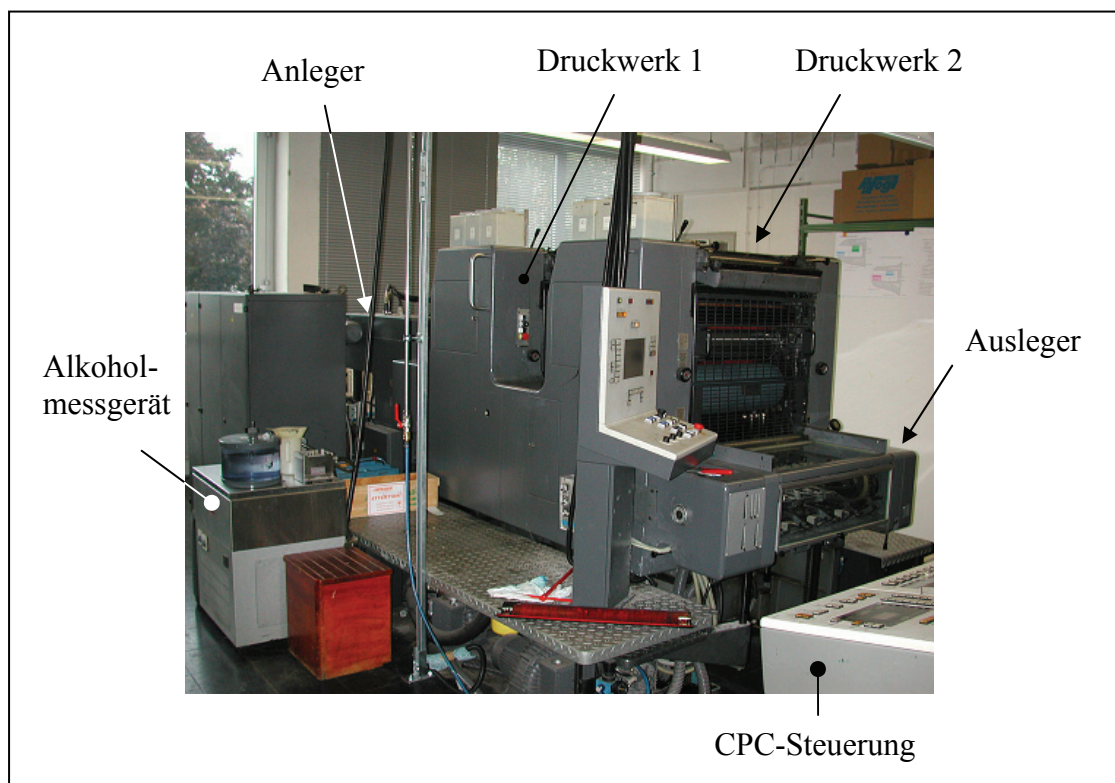 Anleger
Druckwerk 1
Druckwerk 2
Ausleger
Alkohol-
messgerät
CPC-Steuerung